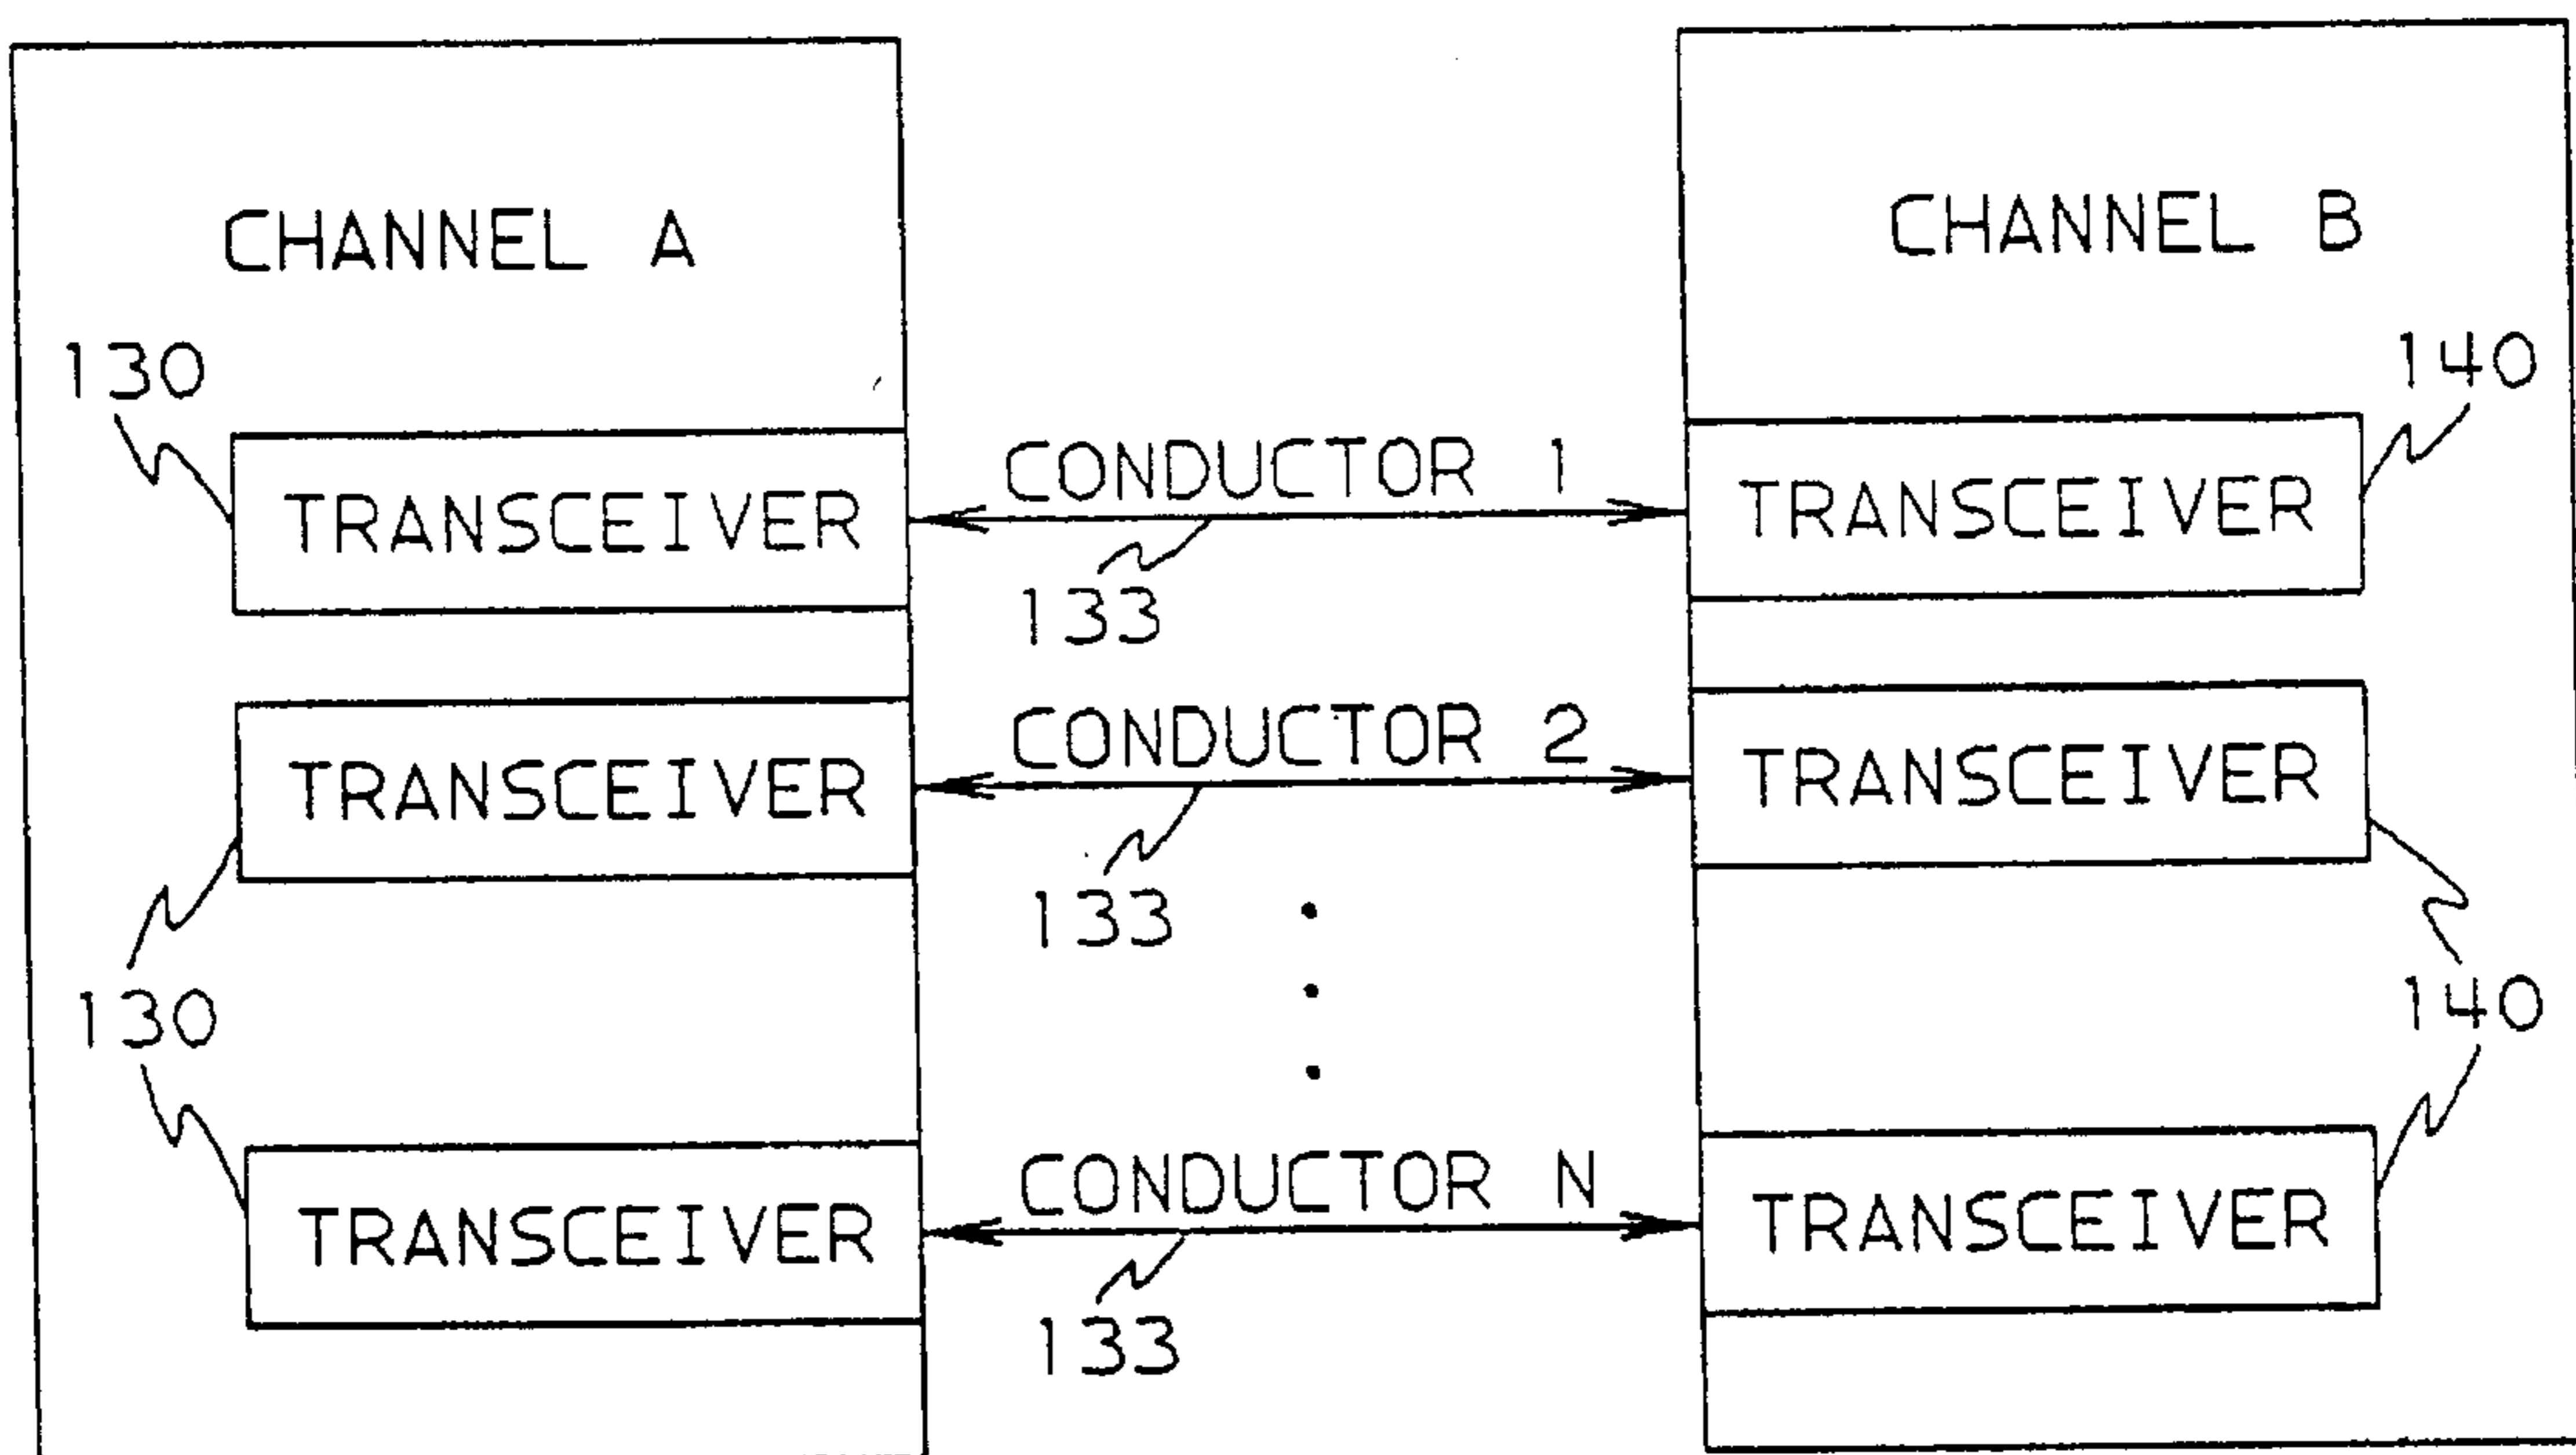 CHANNEL A
CHANNEL B
130
140
TRANSCEIVER
CONDUCTOR 1
TRANSCEIVER
133
TRANSCEIVER
CONDUCTOR 2
TRANSCEIVER
133
130
140
TRANSCEIVER
CONDUCTOR N
TRANSCEIVER
133